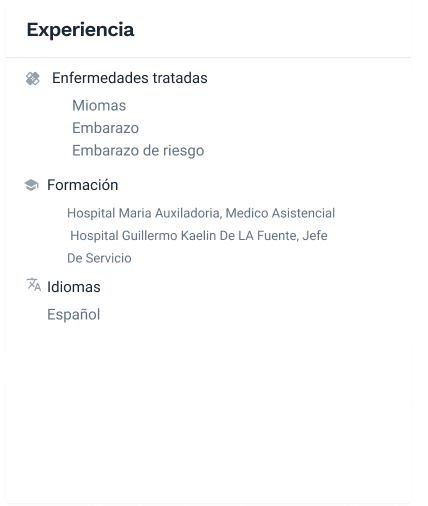 Experiencia
Enfermedades tratadas
Miomas
Embarazo
Embarazo de riesgo
Formación
Hospital Maria Auxiladoria, Medico Asistencial
Hospital Guillermo Kaelin De LA Fuente, Jefe
De Servicio
Idiomas
Español